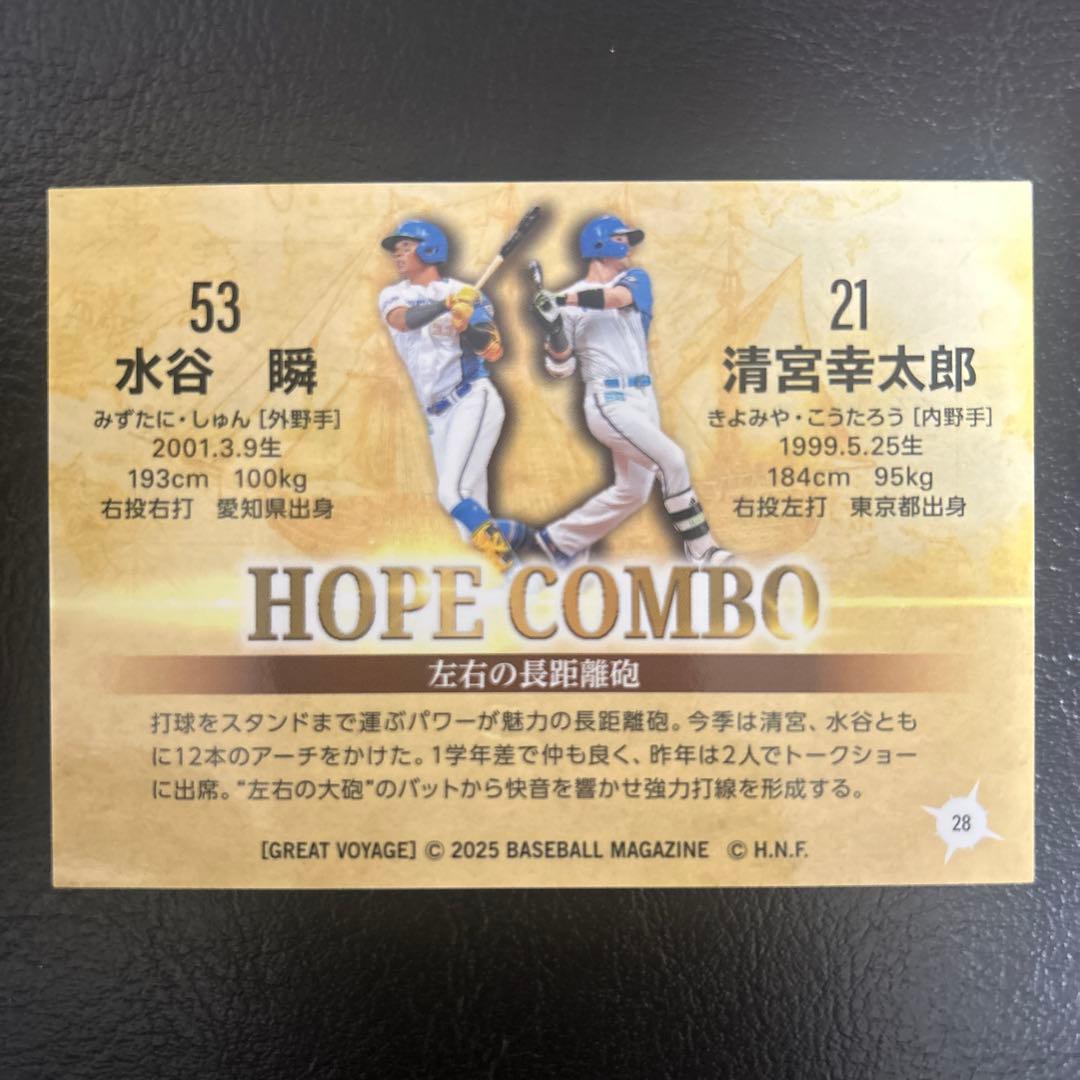 53
水谷　瞬
みずたに・しゅん［外野手］
2001.3.9生
193cm　100kg
右投右打　愛知県出身
21
清宮幸太郎
きよみや・こうたろう［内野手］
1999.5.25生
184cm　95kg
右投左打　東京都出身
HOPE COMBO
左右の長距離砲
打球をスタンドまで運ぶパワーが魅力の長距離砲。今季は清宮、水谷とも
に12本のアーチをかけた。1学年差で仲も良く、昨年は2人でトークショー
に出席。“左右の大砲”のバットから快音を響かせ強力打線を形成する。
28
[GREAT VOYAGE] © 2025 BASEBALL MAGAZINE　© H.N.F.